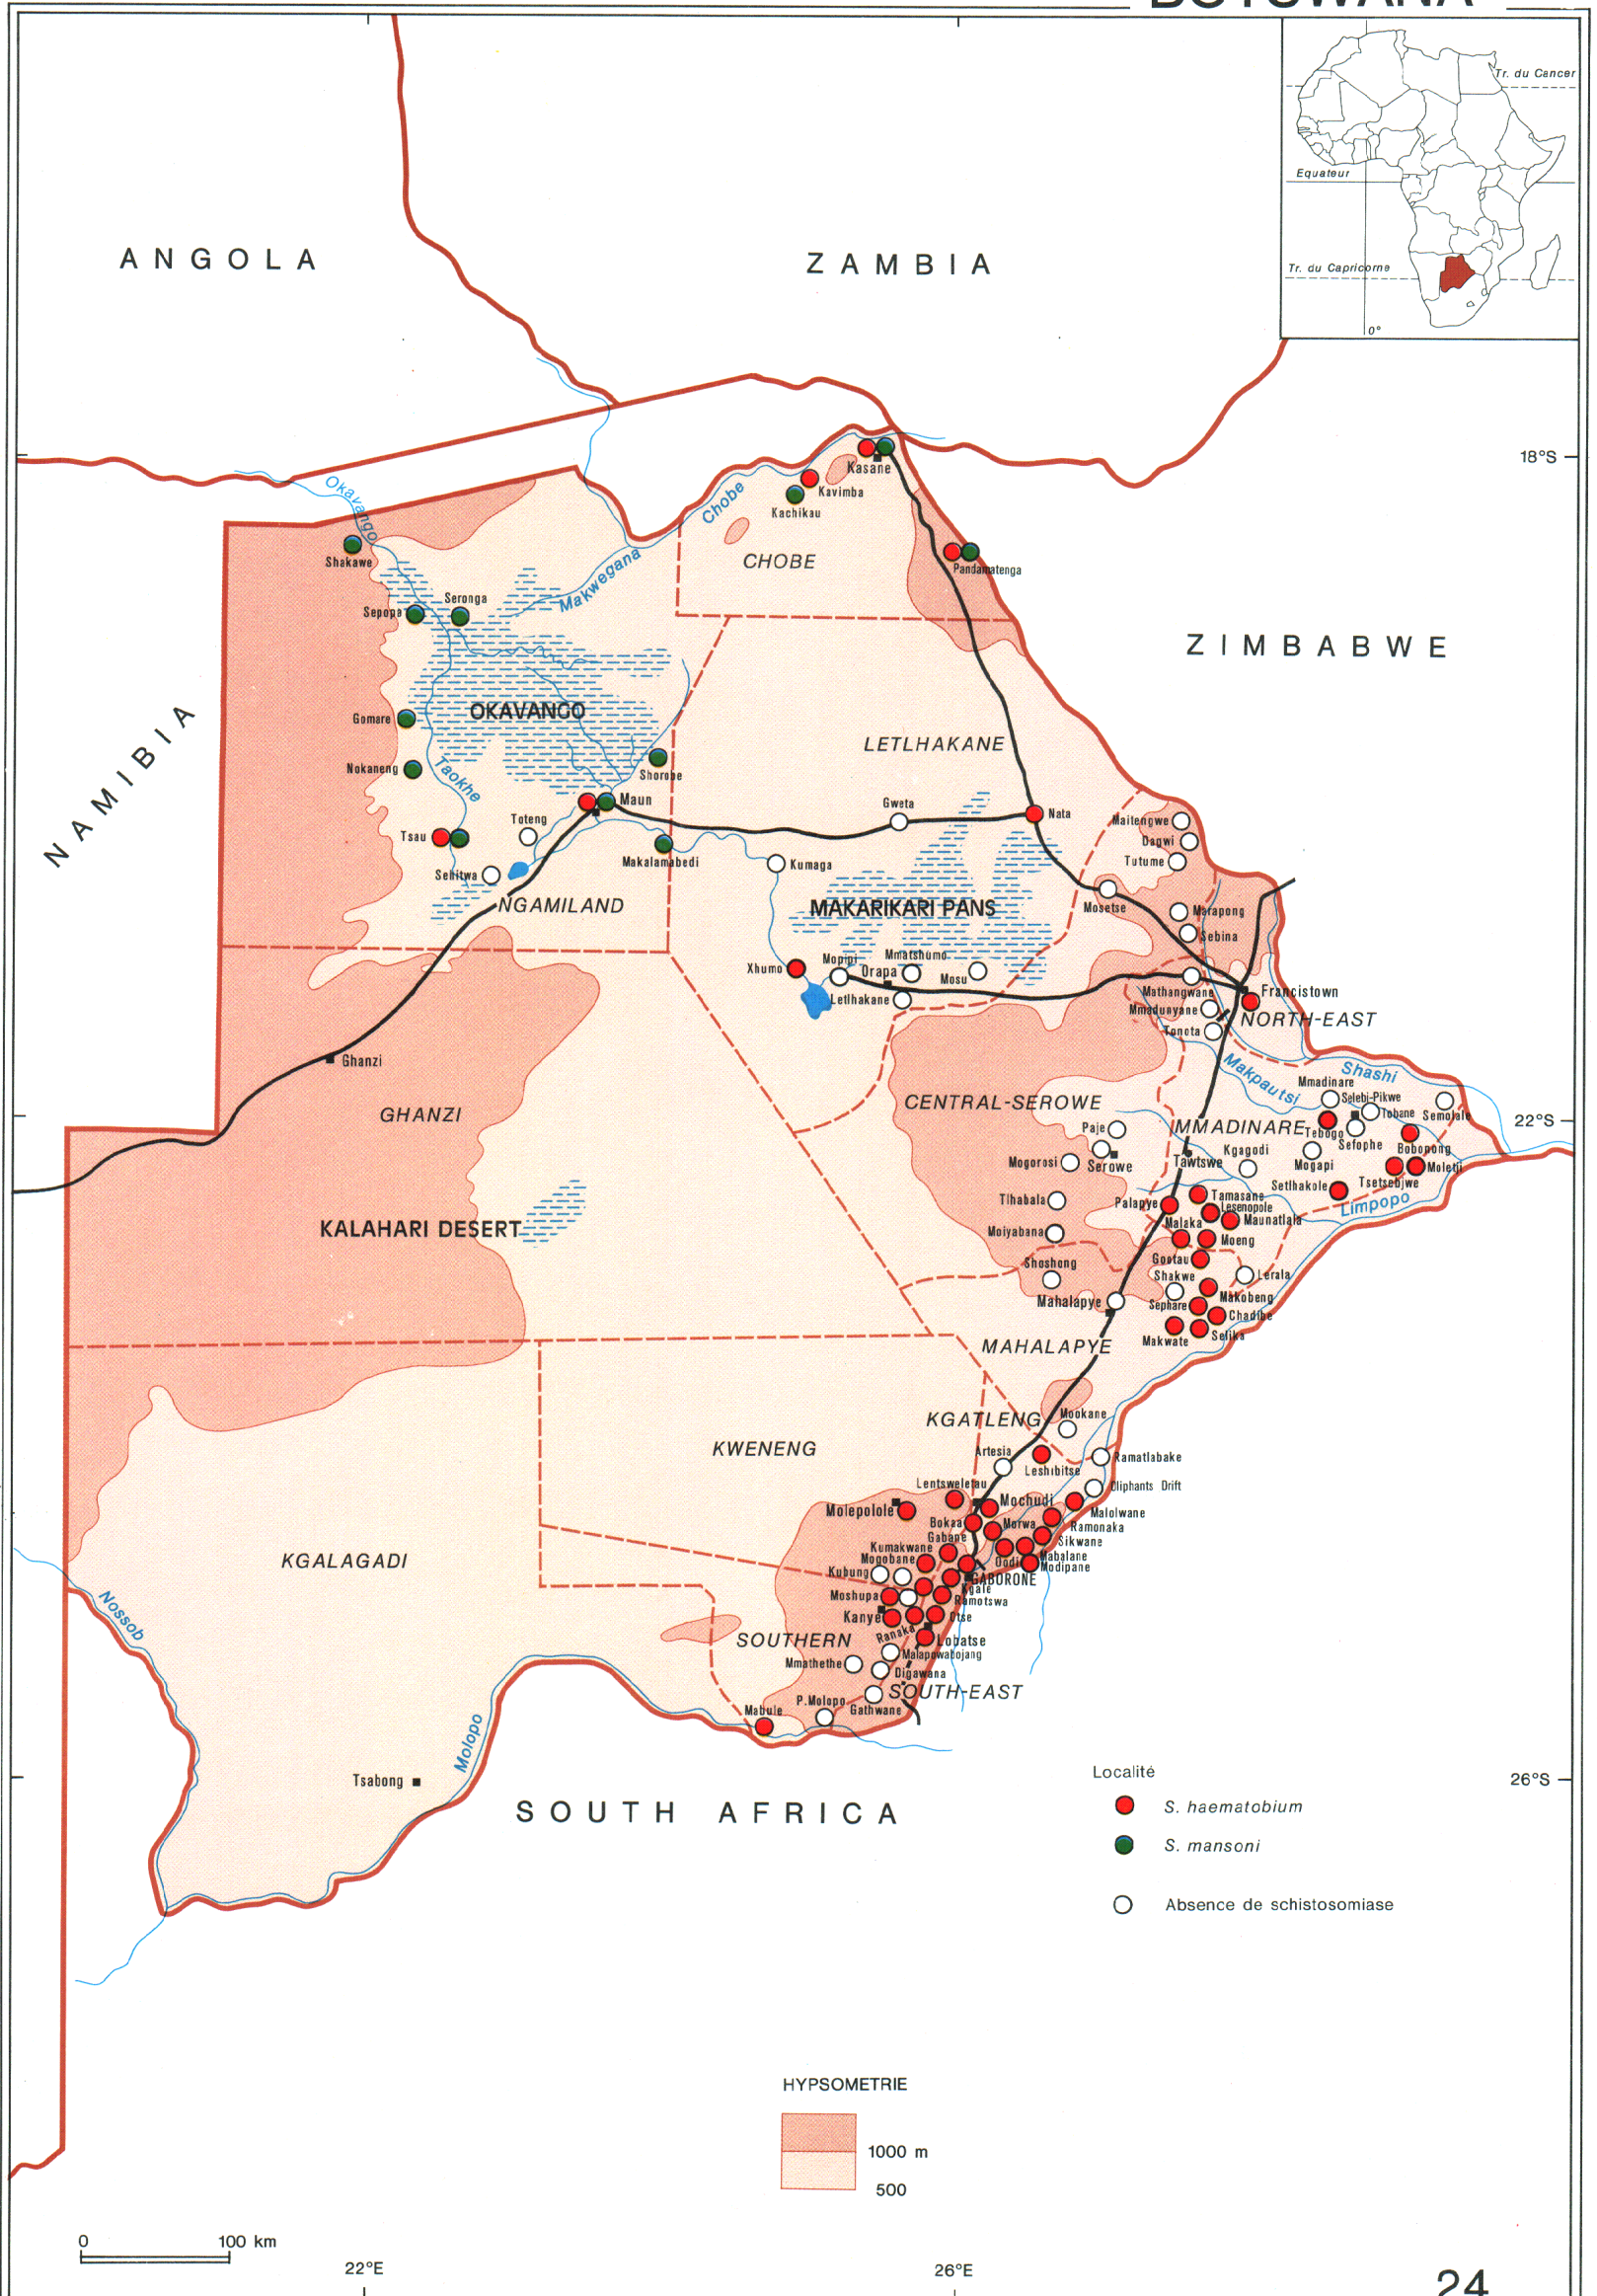 BOTSWANA
Tr. du Cancer
Equateur
Tr. du Capricorne
0°
ANGOLA
ZAMBIA
18°S
Kasane
Kavimba
Kachikau
Chobe
Okavango
Shakawe
CHOBE
Pandamatenga
Makwegana
Seronga
Sepopa
ZIMBABWE
NAMIBIA
Gomare
OKAVANGO
LETLHAKANE
Nokaneng
Taokhe
Shorobe
Maun
Gweta
Nata
Maitengwe
Toteng
Dagwi
Tsau
Makalamabedi
Kumaga
Tutume
Sehitwa
NGAMILAND
MAKARIKARI PANS
Mosetse
Marapong
Sebina
Xhumo
Mopipi
Orapa
Mmatshumo
Mosu
Letlhakane
Mathangwane
Francistown
Mmadunyane
NORTH-EAST
Tonota
Ghanzi
Makpautsi
Shashi
Mmadinare
Selebi-Pikwe
Tobane
Semolale
GHANZI
CENTRAL-SEROWE
MMADINARE
22°S
Paje
Tebogo
Sefophe
Bobonong
Mogorosi
Serowe
Tawtswe
Kgagodi
Mogapi
Moletji
Tsetsebjwe
Setlhakole
Limpopo
Tlhabala
Palapye
Tamasane
Lesenopole
Maunatlala
KALAHARI DESERT
Malaka
Moiyabana
Moeng
Gootau
Shoshong
Shakwe
Lerala
Mahalapye
Sephare
Makobeng
Chadibe
Makwate
Selika
MAHALAPYE
KGATLENG
Mookane
KWENENG
Artesia
Leshibitse
Ramatlabake
Lentsweletau
Oliphants Drift
Molepolole
Mochudi
Malolwane
Bokaa
Morwa
Ramonaka
Gabane
Sikwane
Kumakwane
Mabalane
KGALAGADI
Mogobane
Oodi
Modipane
Kubung
GABORONE
Kgale
Moshupa
Ramotswa
Kanye
Otse
Ranaka
Nossob
SOUTHERN
Lobatse
Malapowabojang
Mmathethe
Digawana
SOUTH-EAST
P.Molopo
Gathwane
Mabule
Molopo
Tsabong
26°S
SOUTH AFRICA
Localité
S. haematobium
S. mansoni
Absence de schistosomiase
HYPSOMETRIE
1000 m
500
0 100 km
22°E
26°E
24